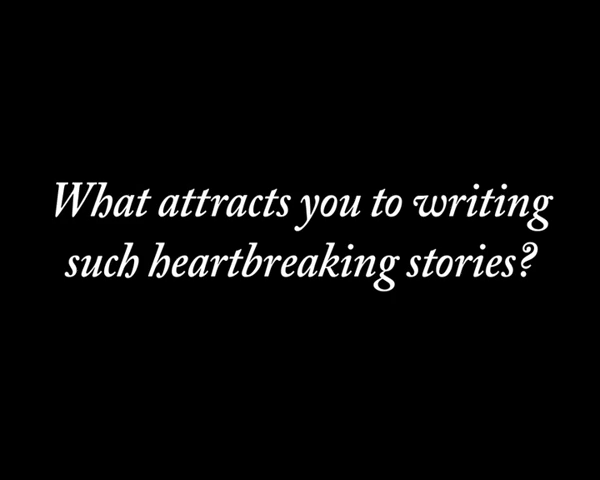 What attracts you to writing
such heartbreaking stories?